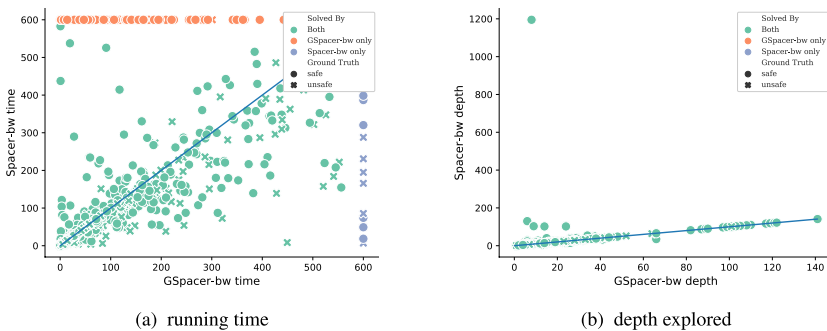 600
500
400
300
200
100
0
Spacer-bw time
0
100
200
300
400
500
600
GSpacer-bw time
Solved By
Both
GSpacer-bw only
Spacer-bw only
Ground Truth
safe
unsafe
(a) running time
1200
1000
800
600
400
200
0
Spacer-bw depth
0
20
40
60
80
100
120
140
GSpacer-bw depth
Solved By
Both
GSpacer-bw only
Spacer-bw only
Ground Truth
safe
unsafe
(b) depth explored